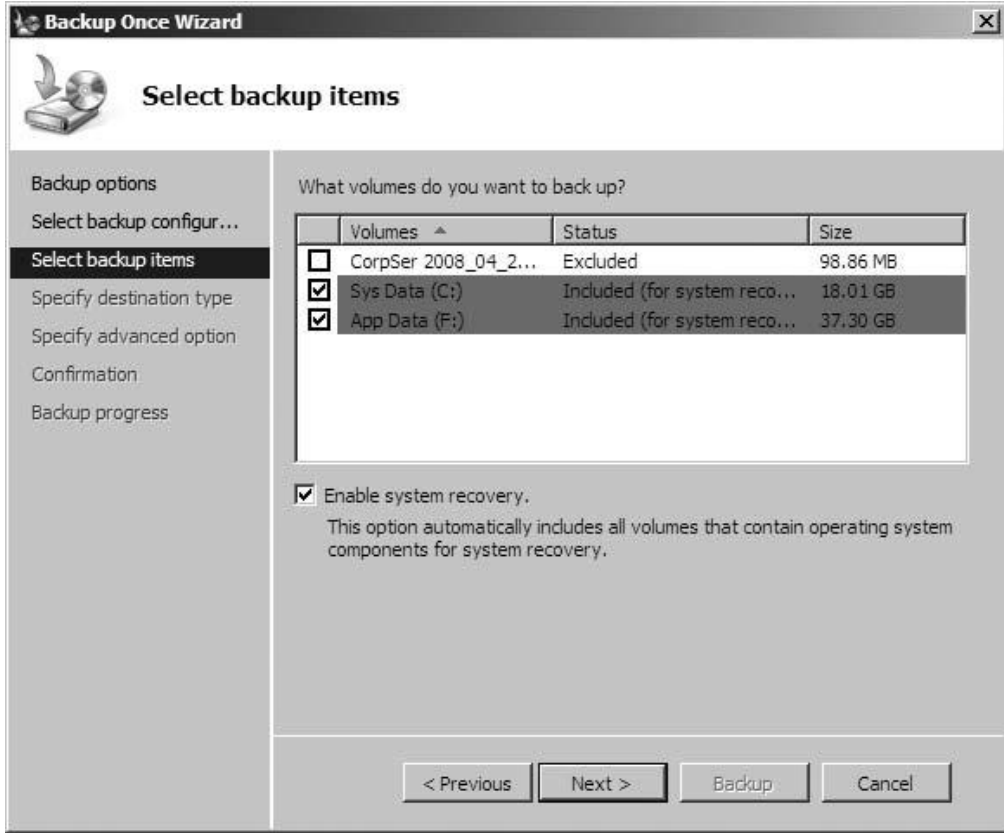 Backup Once Wizard
Select backup items
Backup options
Select backup configur...
Select backup items
Specify destination type
Specify advanced option
Confirmation
Backup progress
What volumes do you want to back up?
Volumes Status Size
CorpSer 2008_04_2... Excluded 98.86 MB
Sys Data (C:) Included (for system reco... 18.01 GB
App Data (F:) Included (for system reco... 37.30 GB
Enable system recovery.
This option automatically includes all volumes that contain operating system
components for system recovery.
< Previous Next > Backup Cancel